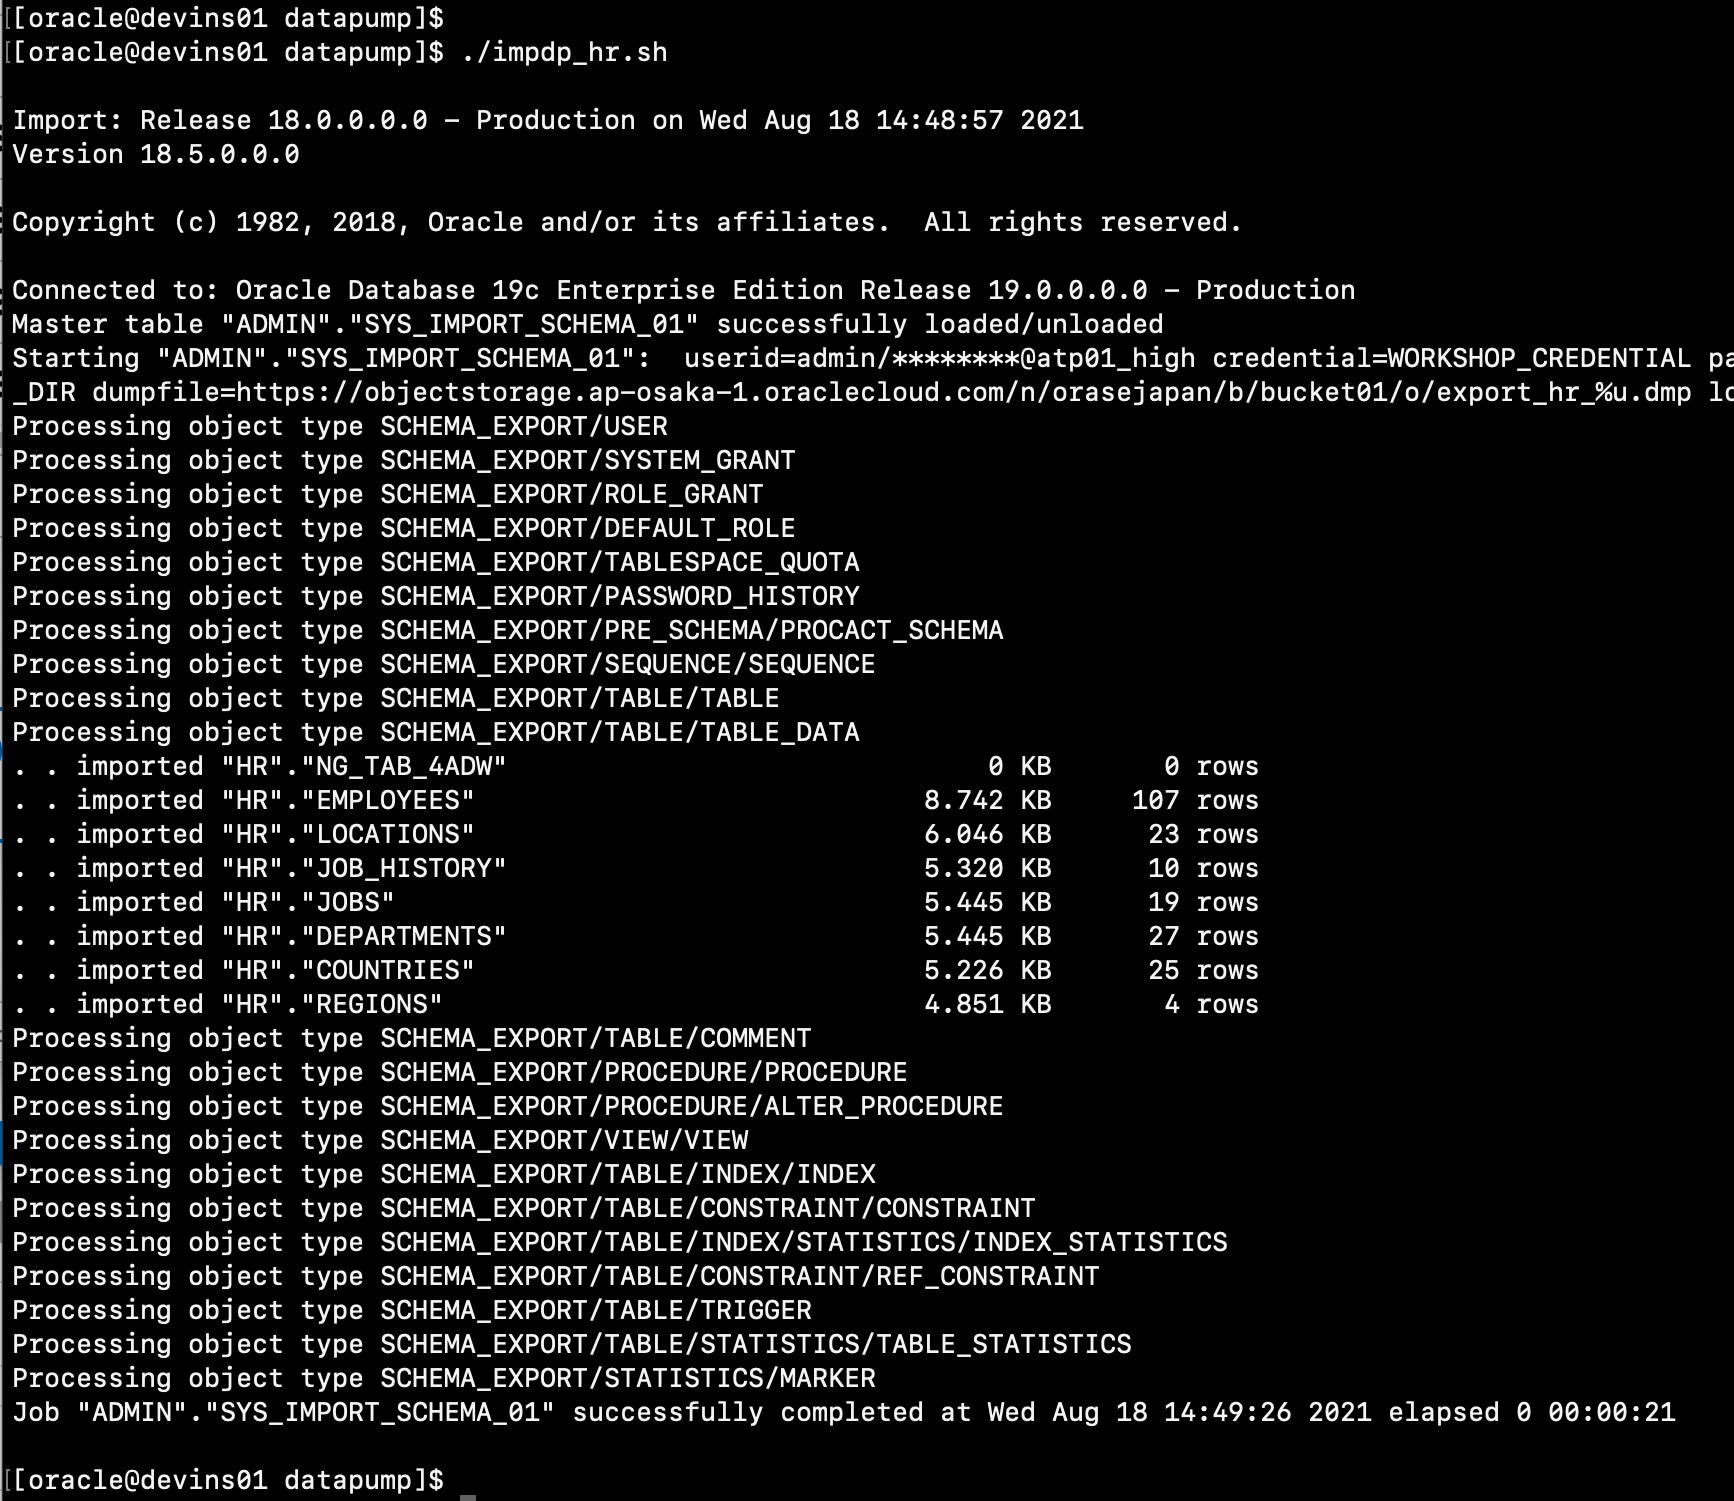 [[oracle@devins01 datapump]$
[[oracle@devins01 datapump]$ ./impdp_hr.sh
Import: Release 18.0.0.0.0 – Production on Wed Aug 18 14:48:57 2021
Version 18.5.0.0.0
Copyright (c) 1982, 2018, Oracle and/or its affiliates.  All rights reserved.
Connected to: Oracle Database 19c Enterprise Edition Release 19.0.0.0.0 – Production
Master table "ADMIN"."SYS_IMPORT_SCHEMA_01" successfully loaded/unloaded
Starting "ADMIN"."SYS_IMPORT_SCHEMA_01":  userid=admin/********@atp01_high credential=WORKSHOP_CREDENTIAL pa
_DIR dumpfile=https://objectstorage.ap-osaka-1.oraclecloud.com/n/orasejapan/b/bucket01/o/export_hr_%u.dmp lo
Processing object type SCHEMA_EXPORT/USER
Processing object type SCHEMA_EXPORT/SYSTEM_GRANT
Processing object type SCHEMA_EXPORT/ROLE_GRANT
Processing object type SCHEMA_EXPORT/DEFAULT_ROLE
Processing object type SCHEMA_EXPORT/TABLESPACE_QUOTA
Processing object type SCHEMA_EXPORT/PASSWORD_HISTORY
Processing object type SCHEMA_EXPORT/PRE_SCHEMA/PROCACT_SCHEMA
Processing object type SCHEMA_EXPORT/SEQUENCE/SEQUENCE
Processing object type SCHEMA_EXPORT/TABLE/TABLE
Processing object type SCHEMA_EXPORT/TABLE/TABLE_DATA
. . imported "HR"."NG_TAB_4ADW"                              0 KB       0 rows
. . imported "HR"."EMPLOYEES"                            8.742 KB     107 rows
. . imported "HR"."LOCATIONS"                            6.046 KB      23 rows
. . imported "HR"."JOB_HISTORY"                          5.320 KB      10 rows
. . imported "HR"."JOBS"                                 5.445 KB      19 rows
. . imported "HR"."DEPARTMENTS"                          5.445 KB      27 rows
. . imported "HR"."COUNTRIES"                            5.226 KB      25 rows
. . imported "HR"."REGIONS"                              4.851 KB       4 rows
Processing object type SCHEMA_EXPORT/TABLE/COMMENT
Processing object type SCHEMA_EXPORT/PROCEDURE/PROCEDURE
Processing object type SCHEMA_EXPORT/PROCEDURE/ALTER_PROCEDURE
Processing object type SCHEMA_EXPORT/VIEW/VIEW
Processing object type SCHEMA_EXPORT/TABLE/INDEX/INDEX
Processing object type SCHEMA_EXPORT/TABLE/CONSTRAINT/CONSTRAINT
Processing object type SCHEMA_EXPORT/TABLE/INDEX/STATISTICS/INDEX_STATISTICS
Processing object type SCHEMA_EXPORT/TABLE/CONSTRAINT/REF_CONSTRAINT
Processing object type SCHEMA_EXPORT/TABLE/TRIGGER
Processing object type SCHEMA_EXPORT/TABLE/STATISTICS/TABLE_STATISTICS
Processing object type SCHEMA_EXPORT/STATISTICS/MARKER
Job "ADMIN"."SYS_IMPORT_SCHEMA_01" successfully completed at Wed Aug 18 14:49:26 2021 elapsed 0 00:00:21
[[oracle@devins01 datapump]$